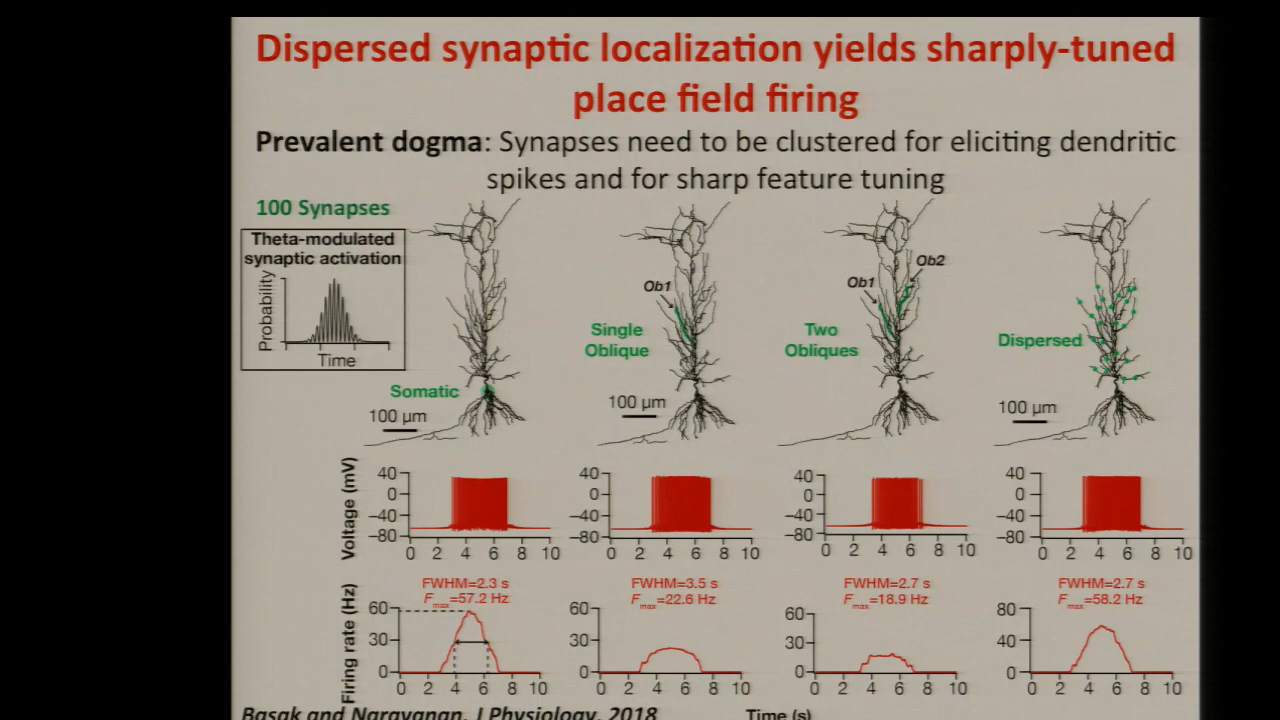 Dispersed synaptic localization yields sharply-tuned
place field firing
Prevalent dogma: Synapses need to be clustered for eliciting dendritic
spikes and for sharp feature tuning
100 Synapses
Theta-modulated
synaptic activation
Probability
Time
Somatic
100 µm
Ob1
Single
Oblique
100 µm
Ob1
Ob2
Two
Obliques
Dispersed
100 µm
Voltage (mV)
40
0
−40
−80
0 2 4 6 8 10
40
0
−40
−80
0 2 4 6 8 10
40
0
−40
−80
0 2 4 6 8 10
40
0
−40
−80
0 2 4 6 8 10
Firing rate (Hz)
FWHM=2.3 s
Fmax=57.2 Hz
60
30
0
0 2 4 6 8 10
FWHM=3.5 s
Fmax=22.6 Hz
60
30
0
0 2 4 6 8 10
FWHM=2.7 s
Fmax=18.9 Hz
60
30
0
0 2 4 6 8 10
FWHM=2.7 s
Fmax=58.2 Hz
80
40
0
0 2 4 6 8 10
Basak and Narayanan, J Physiology, 2018
Time (s)